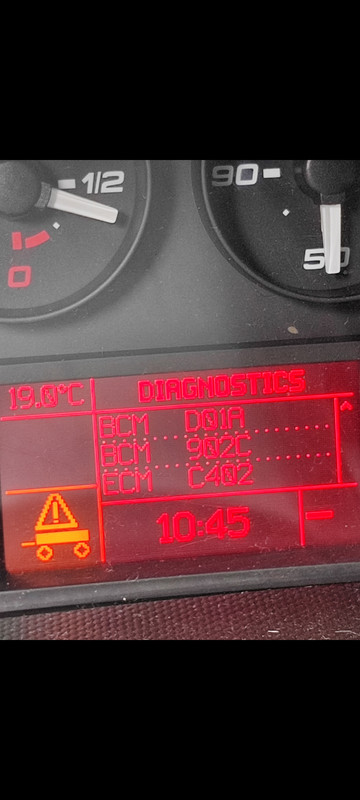 1/2
0
90
50
19.0°C
DIAGNOSTICS
BCM D01A
BCM 902C
ECM C402
10:45